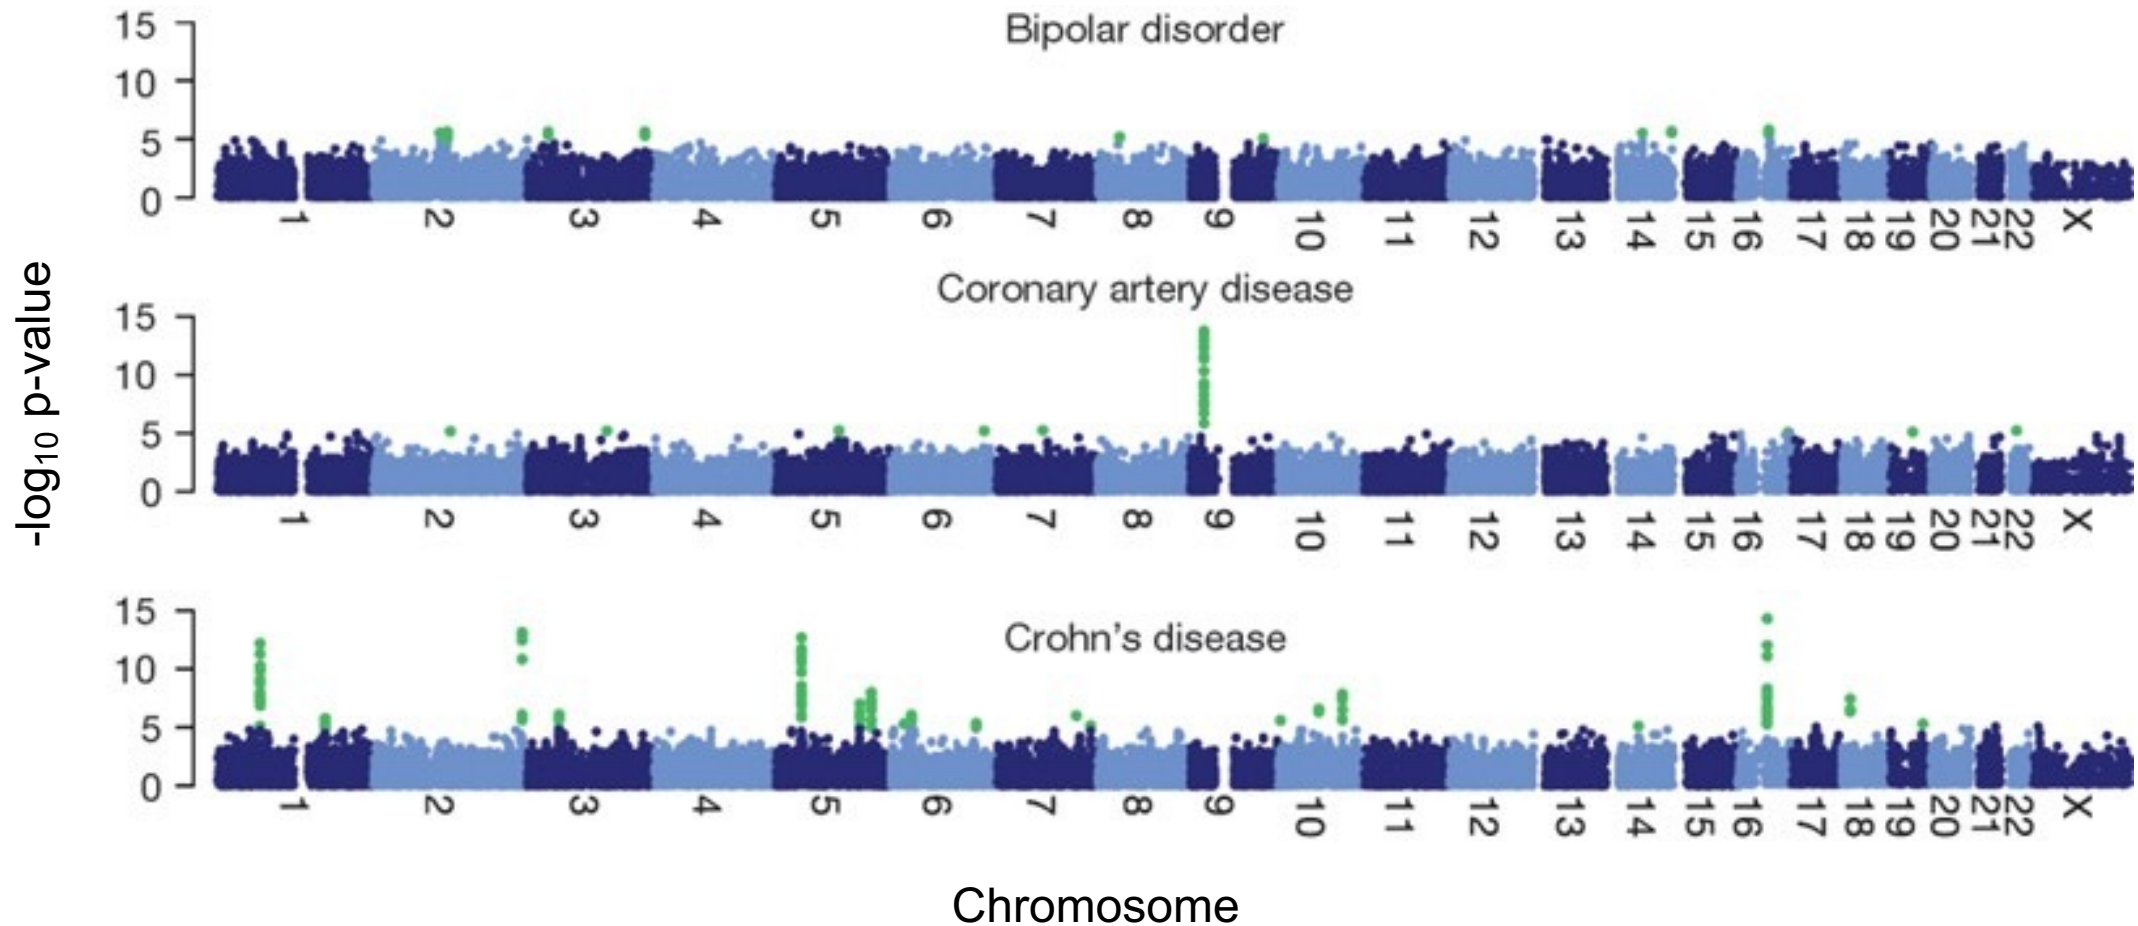 Bipolar disorder
15
10
5
0
1 2 3 4 5 6 7 8 9 10 11 12 13 14 15 16 17 18 19 20 21 22 X
Coronary artery disease
15
10
5
0
1 2 3 4 5 6 7 8 9 10 11 12 13 14 15 16 17 18 19 20 21 22 X
-log10 p-value
Crohn's disease
15
10
5
0
1 2 3 4 5 6 7 8 9 10 11 12 13 14 15 16 17 18 19 20 21 22 X
Chromosome